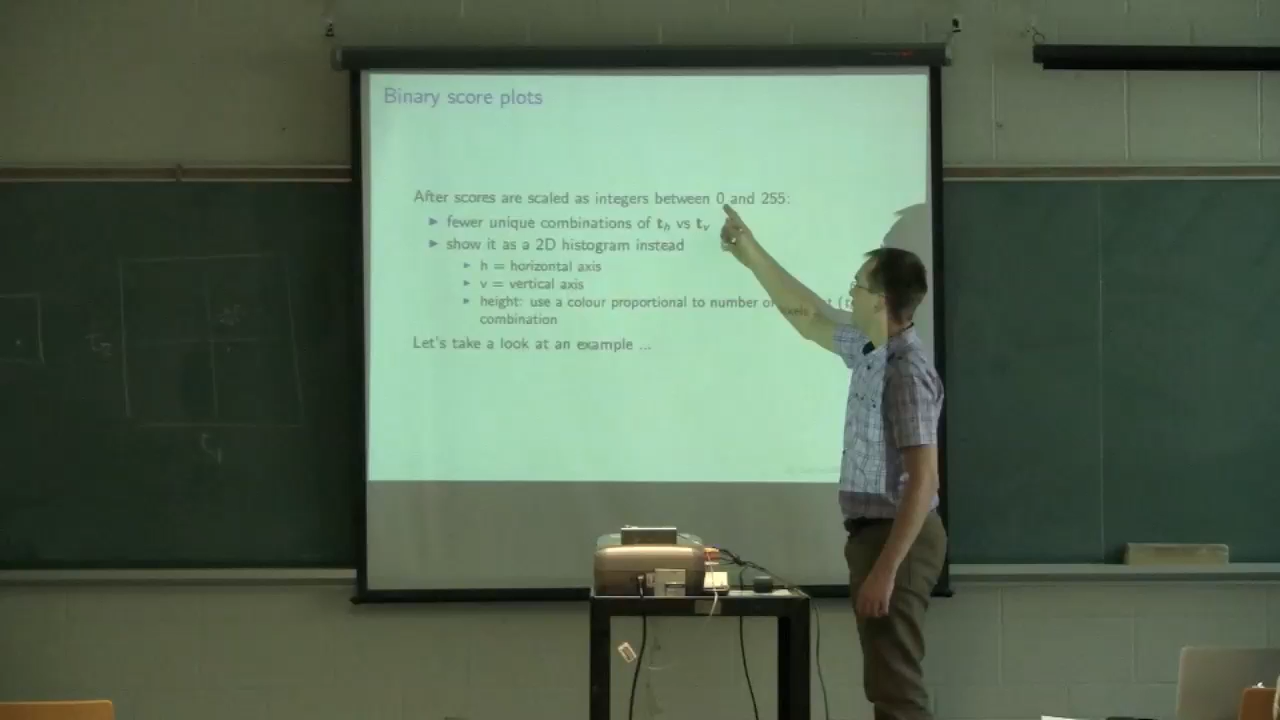 Binary score plots
After scores are scaled as integers between 0 and 255:
▶ fewer unique combinations of t_h vs t_v
▶ show it as a 2D histogram instead
▶ h = horizontal axis
▶ v = vertical axis
▶ height: use a colour proportional to number
combination
Let's take a look at an example ...